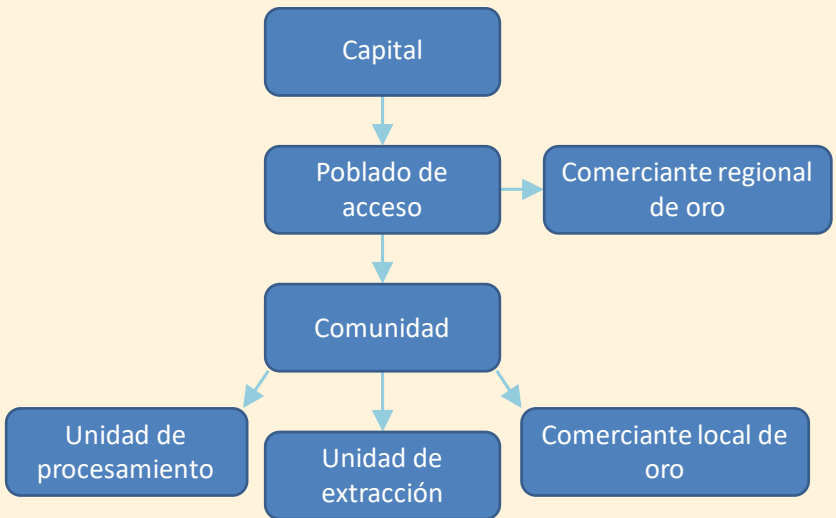 Capital
Poblado de
acceso
Comerciante regional
de oro
Comunidad
Unidad de
procesamiento
Unidad de
extracción
Comerciante local de
oro